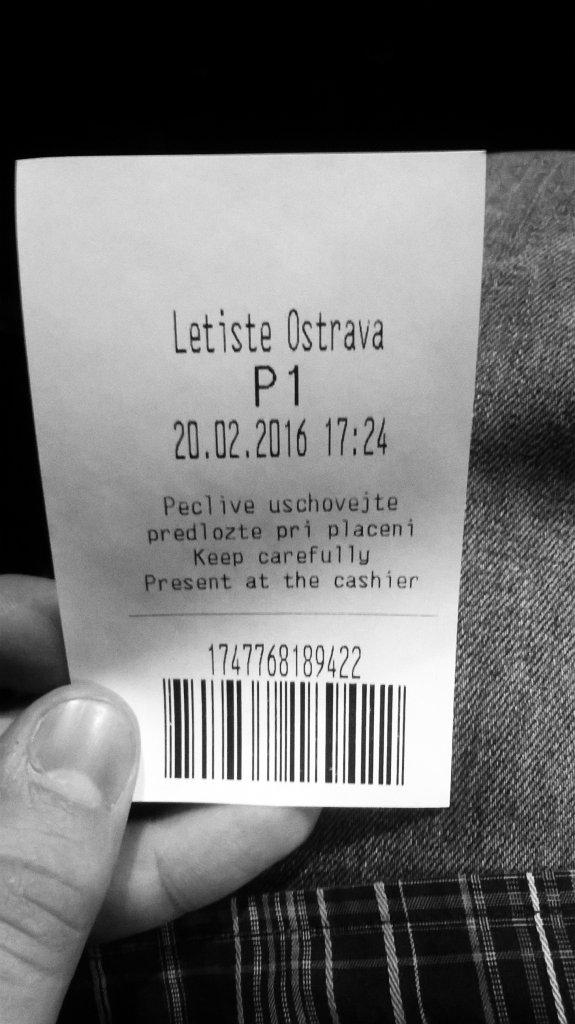 Letiste Ostrava
P1
20.02.2016 17:24
Peclive uschovejte
predlozte pri placeni
Keep carefully
Present at the cashier
1747768189422